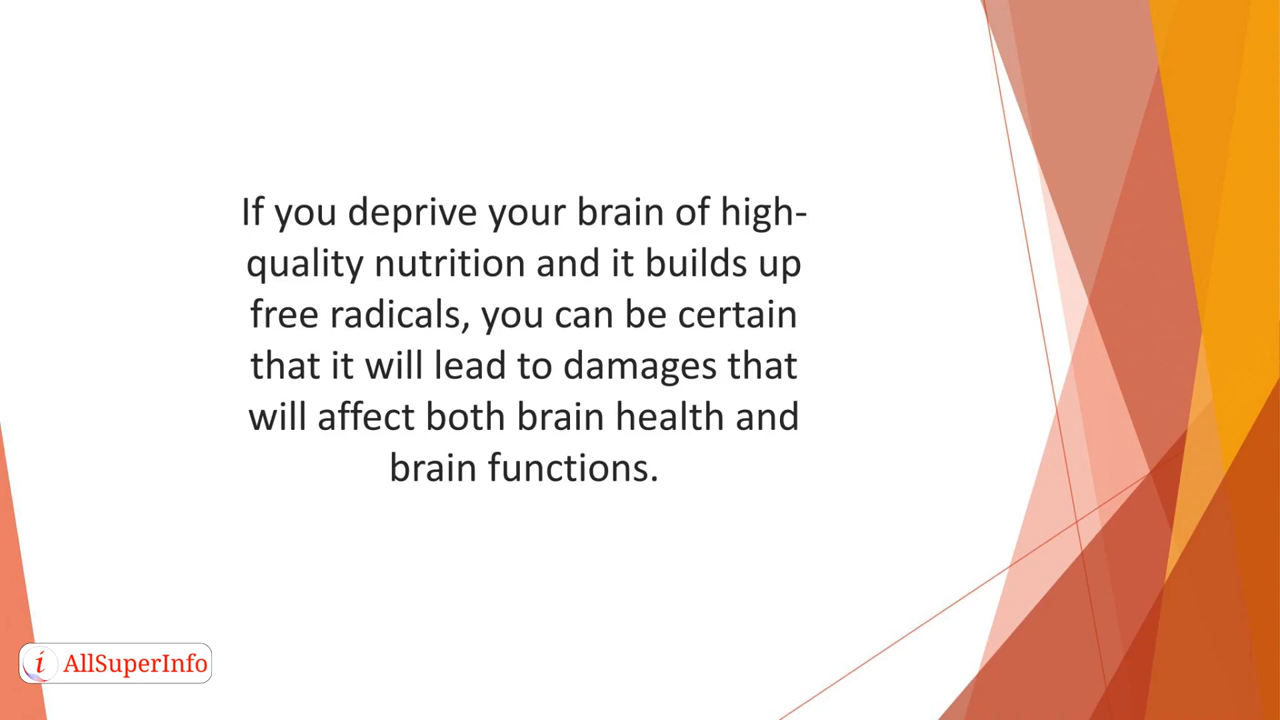 If you deprive your brain of high-
quality nutrition and it builds up
free radicals, you can be certain
that it will lead to damages that
will affect both brain health and
brain functions.
i AllSuperInfo